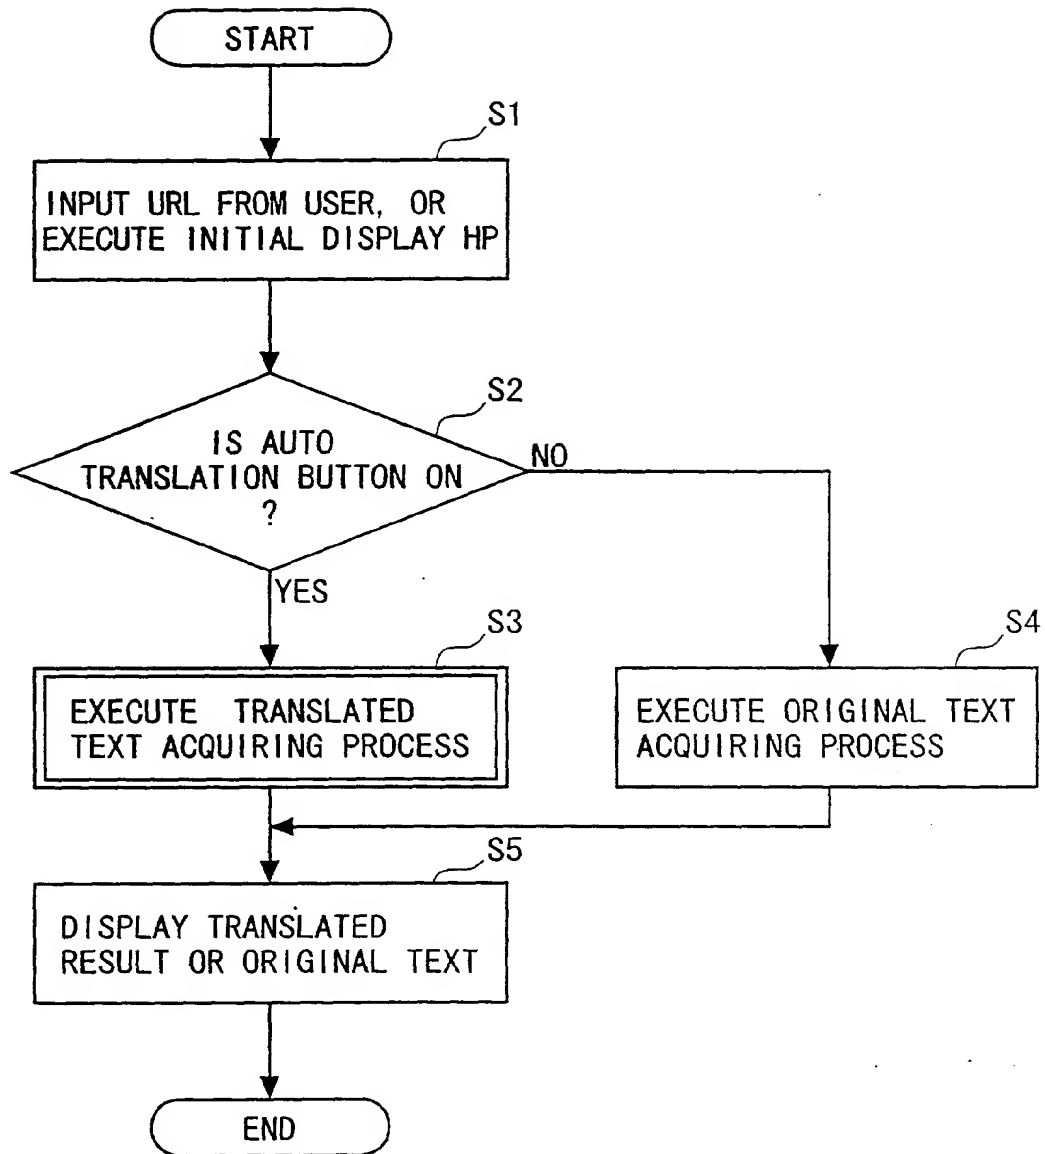 START
S1
INPUT URL FROM USER, OR
EXECUTE INITIAL DISPLAY HP
S2
IS AUTO
TRANSLATION BUTTON ON
?
NO
YES
S3
EXECUTE TRANSLATED
TEXT ACQUIRING PROCESS
S4
EXECUTE ORIGINAL TEXT
ACQUIRING PROCESS
S5
DISPLAY TRANSLATED
RESULT OR ORIGINAL TEXT
END